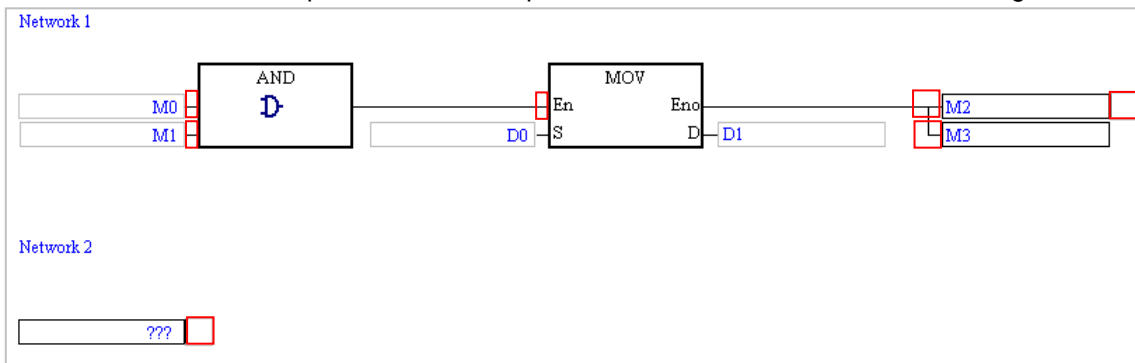 Network 1
AND MOV
M0 En Eno M2
M1 D0 S D D1 M3
Network 2
???